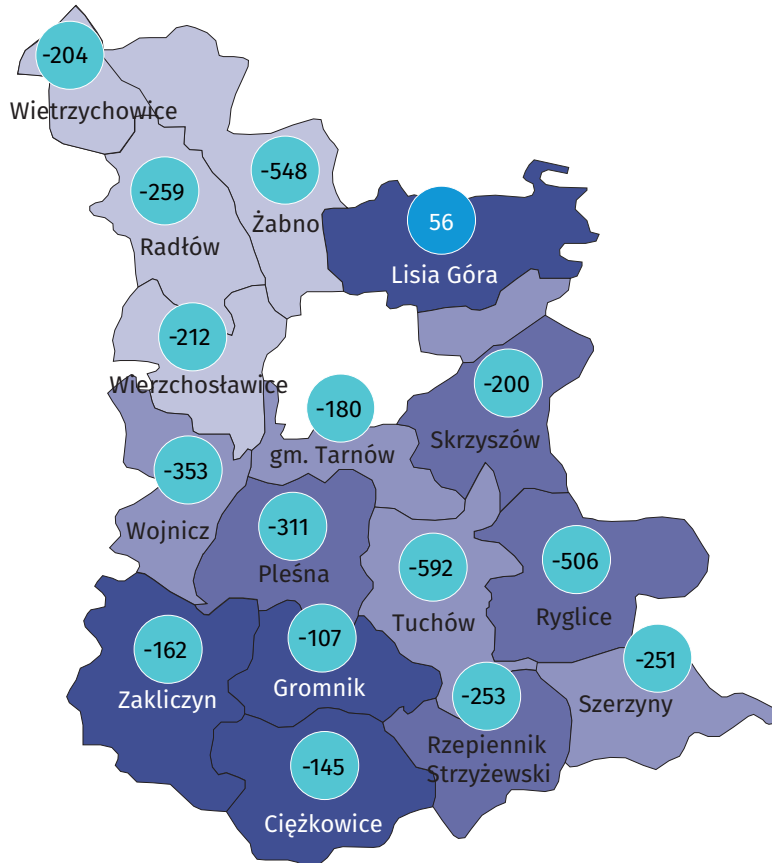 -204
Wietrzychowice
-548
Żabno
-259
Radłów
56
Lisia Góra
-212
Wierzchosławice
-180
gm. Tarnów
-200
Skrzyszów
-353
Wojnicz
-311
Pleśna
-592
Tuchów
-506
Ryglice
-162
Zakliczyn
-107
Gromnik
-251
Szerzyny
-253
Rzepiennik
Strzyżewski
-145
Ciężkowice